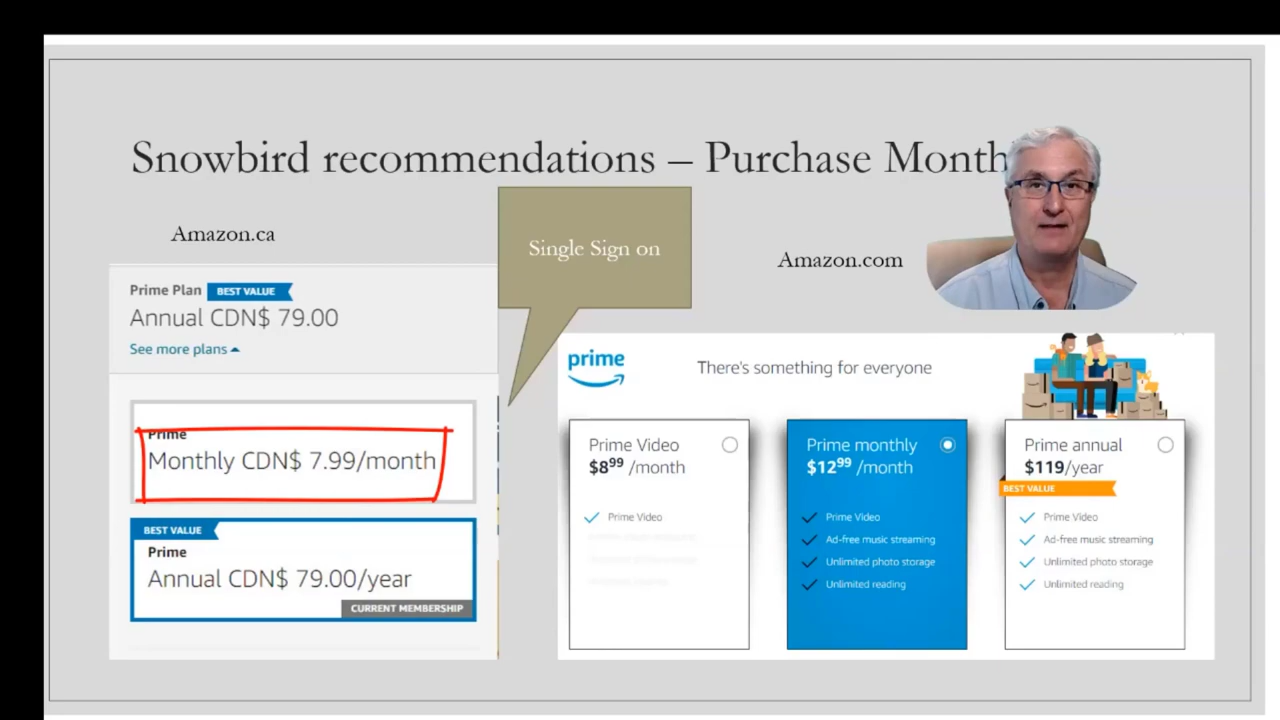 Snowbird recommendations – Purchase Month
Amazon.ca
Single Sign on
Amazon.com
Prime Plan BEST VALUE
Annual CDN$ 79.00
See more plans
Prime
Monthly CDN$ 7.99/month
BEST VALUE
Prime
Annual CDN$ 79.00/year
CURRENT MEMBERSHIP
prime
There's something for everyone
Prime Video
$8⁹⁹ /month
Prime Video
Prime monthly
$12⁹⁹ /month
Prime Video
Ad-free music streaming
Unlimited photo storage
Unlimited reading
Prime annual
$119/year
BEST VALUE
Prime Video
Ad-free music streaming
Unlimited photo storage
Unlimited reading